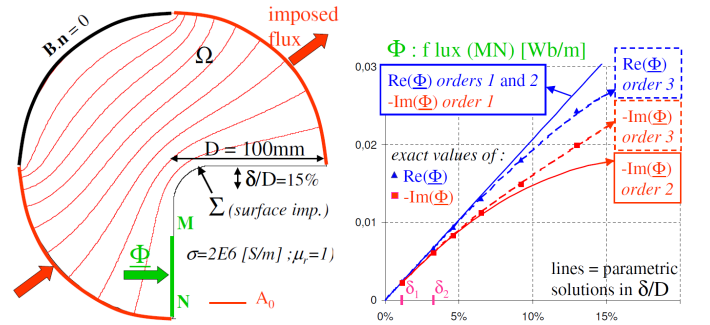 imposed
flux
B.n = 0
Ω
D = 100mm
δ/D=15%
Σ (surface imp.)
M
Φ
σ=2E6 [S/m] ;μr=1)
N
A0
Φ : f lux (MN) [Wb/m]
0,03
0,02
0,01
0
0%
5%
10%
15%
Re(Φ) orders 1 and 2
-Im(Φ) order 1
Re(Φ)
order 3
-Im(Φ)
order 3
-Im(Φ)
order 2
exact values of :
Re(Φ)
-Im(Φ)
δ1
δ2
lines = parametric
solutions in δ/D